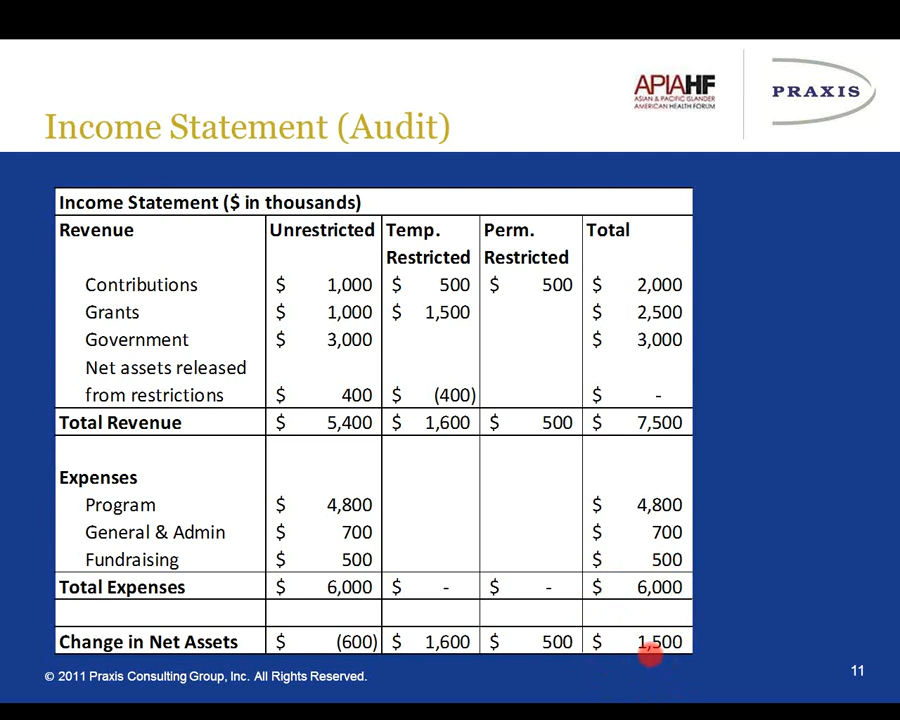 APIAHF
ASIAN & PACIFIC ISLANDER
AMERICAN HEALTH FORUM
PRAXIS
Income Statement (Audit)
Income Statement ($ in thousands)
Revenue Unrestricted Temp. Restricted Perm. Restricted Total
Contributions $ 1,000 $ 500 $ 500 $ 2,000
Grants $ 1,000 $ 1,500 $ 2,500
Government $ 3,000 $ 3,000
Net assets released
from restrictions $ 400 $ (400) $ -
Total Revenue $ 5,400 $ 1,600 $ 500 $ 7,500
Expenses
Program $ 4,800 $ 4,800
General & Admin $ 700 $ 700
Fundraising $ 500 $ 500
Total Expenses $ 6,000 $ - $ - $ 6,000
Change in Net Assets $ (600) $ 1,600 $ 500 $ 1,500
© 2011 Praxis Consulting Group, Inc. All Rights Reserved.
11